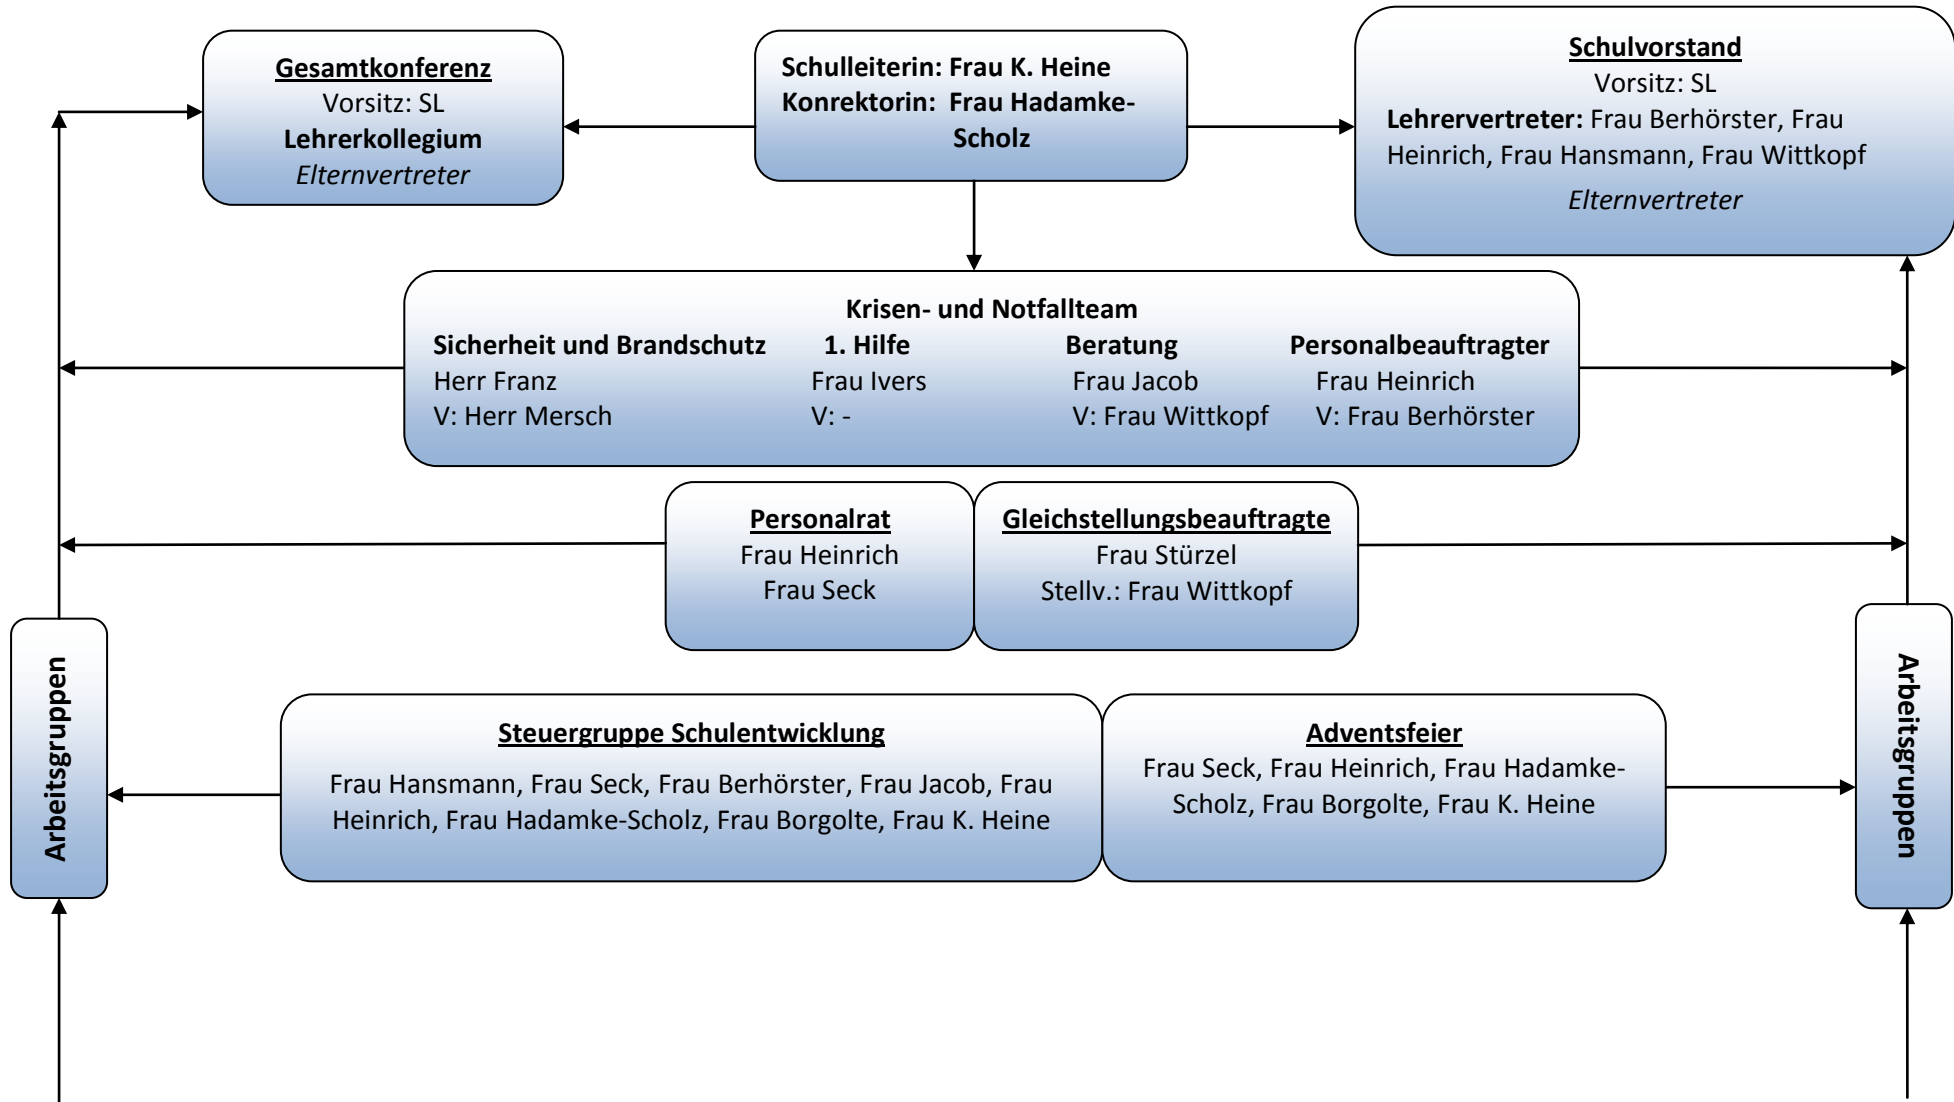 Gesamtkonferenz
Vorsitz: SL
Lehrerkollegium
Elternvertreter
Schulleiterin: Frau K. Heine
Konrektorin: Frau Hadamke-
Scholz
Schulvorstand
Vorsitz: SL
Lehrervertreter: Frau Berhörster, Frau
Heinrich, Frau Hansmann, Frau Wittkopf
Elternvertreter
Krisen- und Notfallteam
Sicherheit und Brandschutz 1. Hilfe Beratung Personalbeauftragter
Herr Franz Frau Ivers Frau Jacob Frau Heinrich
V: Herr Mersch V: - V: Frau Wittkopf V: Frau Berhörster
Personalrat
Frau Heinrich
Frau Seck
Gleichstellungsbeauftragte
Frau Stürzel
Stellv.: Frau Wittkopf
Arbeitsgruppen
Steuergruppe Schulentwicklung
Frau Hansmann, Frau Seck, Frau Berhörster, Frau Jacob, Frau
Heinrich, Frau Hadamke-Scholz, Frau Borgolte, Frau K. Heine
Adventsfeier
Frau Seck, Frau Heinrich, Frau Hadamke-
Scholz, Frau Borgolte, Frau K. Heine
Arbeitsgruppen